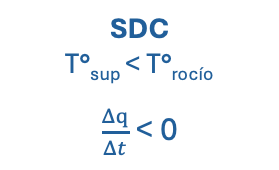 SDC
T°sup < T°rocío
Δq
Δt < 0